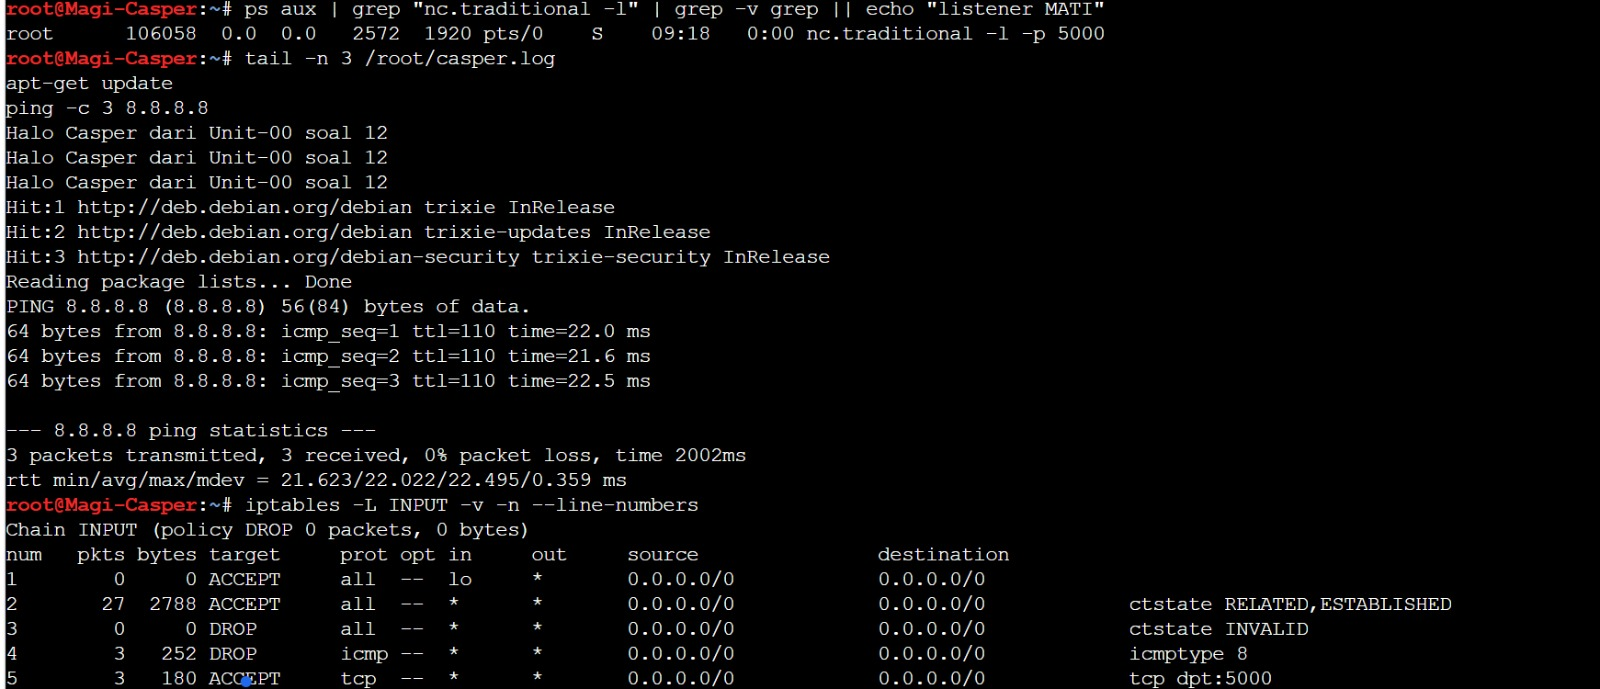 root@Magi-Casper:~# ps aux | grep "nc.traditional -l" | grep -v grep || echo "listener MATI"
root      106058  0.0  0.0   2572  1920 pts/0    S    09:18   0:00 nc.traditional -l -p 5000
root@Magi-Casper:~# tail -n 3 /root/casper.log
apt-get update
ping -c 3 8.8.8.8
Halo Casper dari Unit-00 soal 12
Halo Casper dari Unit-00 soal 12
Halo Casper dari Unit-00 soal 12
Hit:1 http://deb.debian.org/debian trixie InRelease
Hit:2 http://deb.debian.org/debian trixie-updates InRelease
Hit:3 http://deb.debian.org/debian-security trixie-security InRelease
Reading package lists... Done
PING 8.8.8.8 (8.8.8.8) 56(84) bytes of data.
64 bytes from 8.8.8.8: icmp_seq=1 ttl=110 time=22.0 ms
64 bytes from 8.8.8.8: icmp_seq=2 ttl=110 time=21.6 ms
64 bytes from 8.8.8.8: icmp_seq=3 ttl=110 time=22.5 ms

--- 8.8.8.8 ping statistics ---
3 packets transmitted, 3 received, 0% packet loss, time 2002ms
rtt min/avg/max/mdev = 21.623/22.022/22.495/0.359 ms
root@Magi-Casper:~# iptables -L INPUT -v -n --line-numbers
Chain INPUT (policy DROP 0 packets, 0 bytes)
num   pkts bytes target     prot opt in     out     source               destination
1        0     0 ACCEPT     all  --  lo     *       0.0.0.0/0            0.0.0.0/0
2       27  2788 ACCEPT     all  --  *      *       0.0.0.0/0            0.0.0.0/0            ctstate RELATED,ESTABLISHED
3        0     0 DROP       all  --  *      *       0.0.0.0/0            0.0.0.0/0            ctstate INVALID
4        3   252 DROP       icmp --  *      *       0.0.0.0/0            0.0.0.0/0            icmptype 8
5        3   180 ACCEPT     tcp  --  *      *       0.0.0.0/0            0.0.0.0/0            tcp dpt:5000